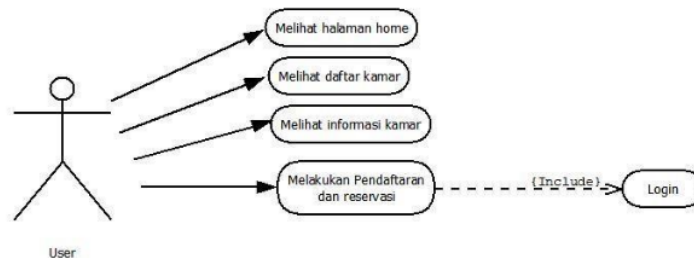 Melihat halaman home
Melihat daftar kamar
Melihat informasi kamar
Melakukan Pendaftaran
dan reservasi
{Include}
Login
User